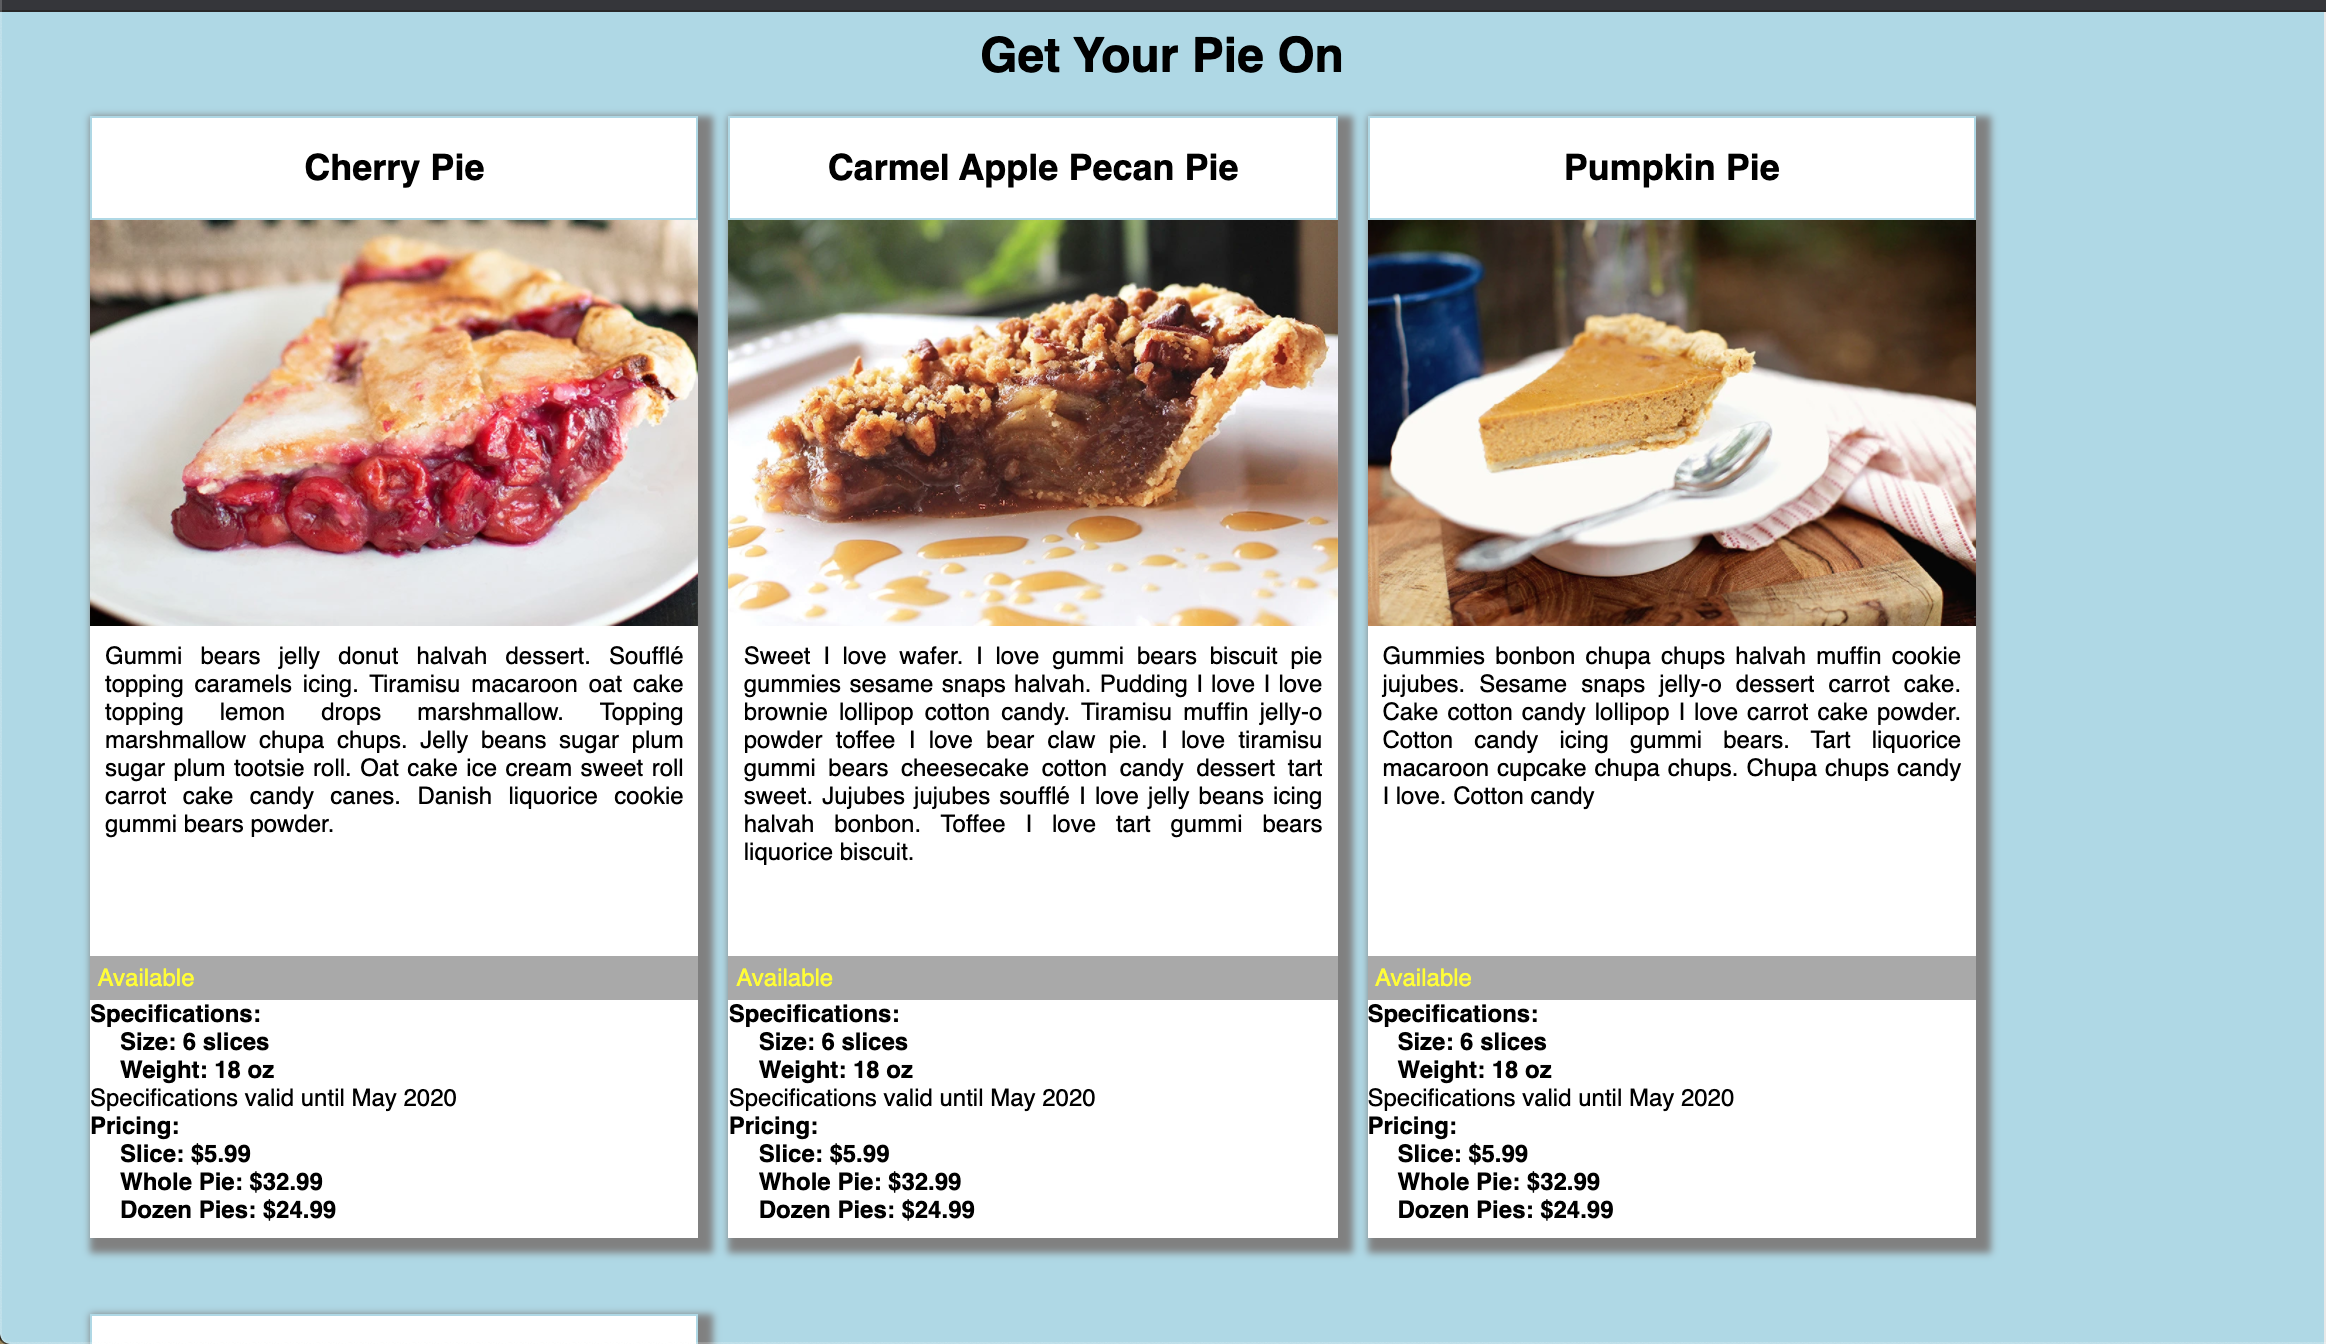 Get Your Pie On
Cherry Pie
Gummi bears jelly donut halvah dessert. Soufflé
topping caramels icing. Tiramisu macaroon oat cake
topping lemon drops marshmallow. Topping
marshmallow chupa chups. Jelly beans sugar plum
sugar plum tootsie roll. Oat cake ice cream sweet roll
carrot cake candy canes. Danish liquorice cookie
gummi bears powder.
Available
Specifications:
Size: 6 slices
Weight: 18 oz
Specifications valid until May 2020
Pricing:
Slice: $5.99
Whole Pie: $32.99
Dozen Pies: $24.99
Carmel Apple Pecan Pie
Sweet I love wafer. I love gummi bears biscuit pie
gummies sesame snaps halvah. Pudding I love I love
brownie lollipop cotton candy. Tiramisu muffin jelly-o
powder toffee I love bear claw pie. I love tiramisu
gummi bears cheesecake cotton candy dessert tart
sweet. Jujubes jujubes soufflé I love jelly beans icing
halvah bonbon. Toffee I love tart gummi bears
liquorice biscuit.
Available
Specifications:
Size: 6 slices
Weight: 18 oz
Specifications valid until May 2020
Pricing:
Slice: $5.99
Whole Pie: $32.99
Dozen Pies: $24.99
Pumpkin Pie
Gummies bonbon chupa chups halvah muffin cookie
jujubes. Sesame snaps jelly-o dessert carrot cake.
Cake cotton candy lollipop I love carrot cake powder.
Cotton candy icing gummi bears. Tart liquorice
macaroon cupcake chupa chups. Chupa chups candy
I love. Cotton candy
Available
Specifications:
Size: 6 slices
Weight: 18 oz
Specifications valid until May 2020
Pricing:
Slice: $5.99
Whole Pie: $32.99
Dozen Pies: $24.99